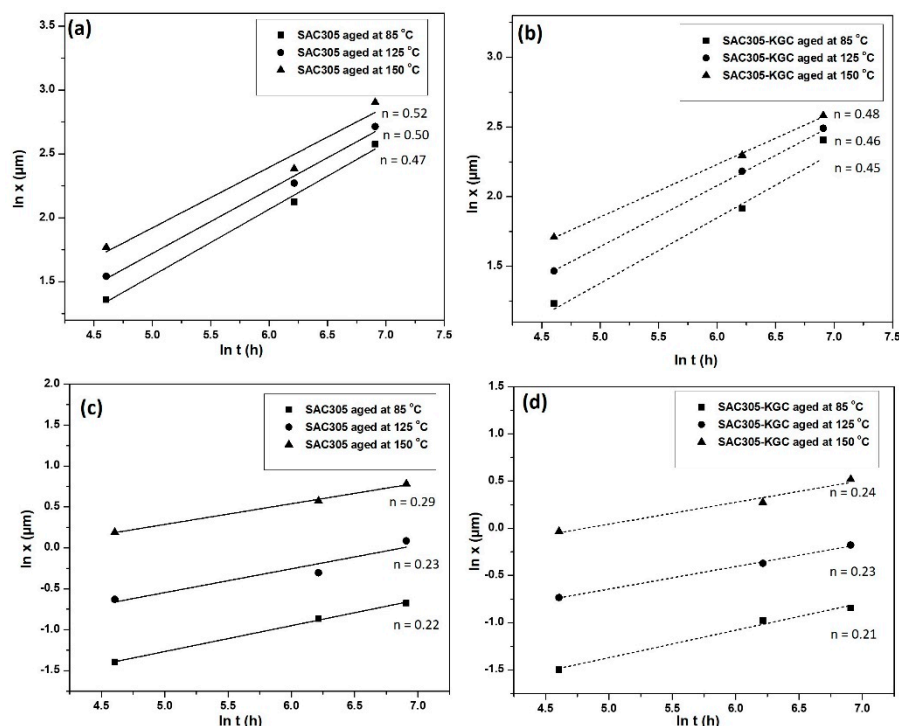 (a)
SAC305 aged at 85 °C
SAC305 aged at 125 °C
SAC305 aged at 150 °C
n = 0.52
n = 0.50
n = 0.47
ln x (µm)
3.0
2.5
2.0
1.5
4.5 5.0 5.5 6.0 6.5 7.0
ln t (h)
(b)
SAC305-KGC aged at 85 °C
SAC305-KGC aged at 125 °C
SAC305-KGC aged at 150 °C
n = 0.48
n = 0.46
n = 0.45
ln x (µm)
3.0
2.5
2.0
1.5
4.5 5.0 5.5 6.0 6.5 7.0 7.5
ln t (h)
(c)
SAC305 aged at 85 °C
SAC305 aged at 125 °C
SAC305 aged at 150 °C
n = 0.29
n = 0.23
n = 0.22
ln x (µm)
2.0
1.5
1.0
0.5
0.0
-0.5
-1.0
-1.5
4.5 5.0 5.5 6.0 6.5 7.0
ln t (h)
(d)
SAC305-KGC aged at 85 °C
SAC305-KGC aged at 125 °C
SAC305-KGC aged at 150 °C
n = 0.24
n = 0.23
n = 0.21
ln x (µm)
1.5
1.0
0.5
0.0
-0.5
-1.0
-1.5
4.5 5.0 5.5 6.0 6.5 7.0
ln t (h)